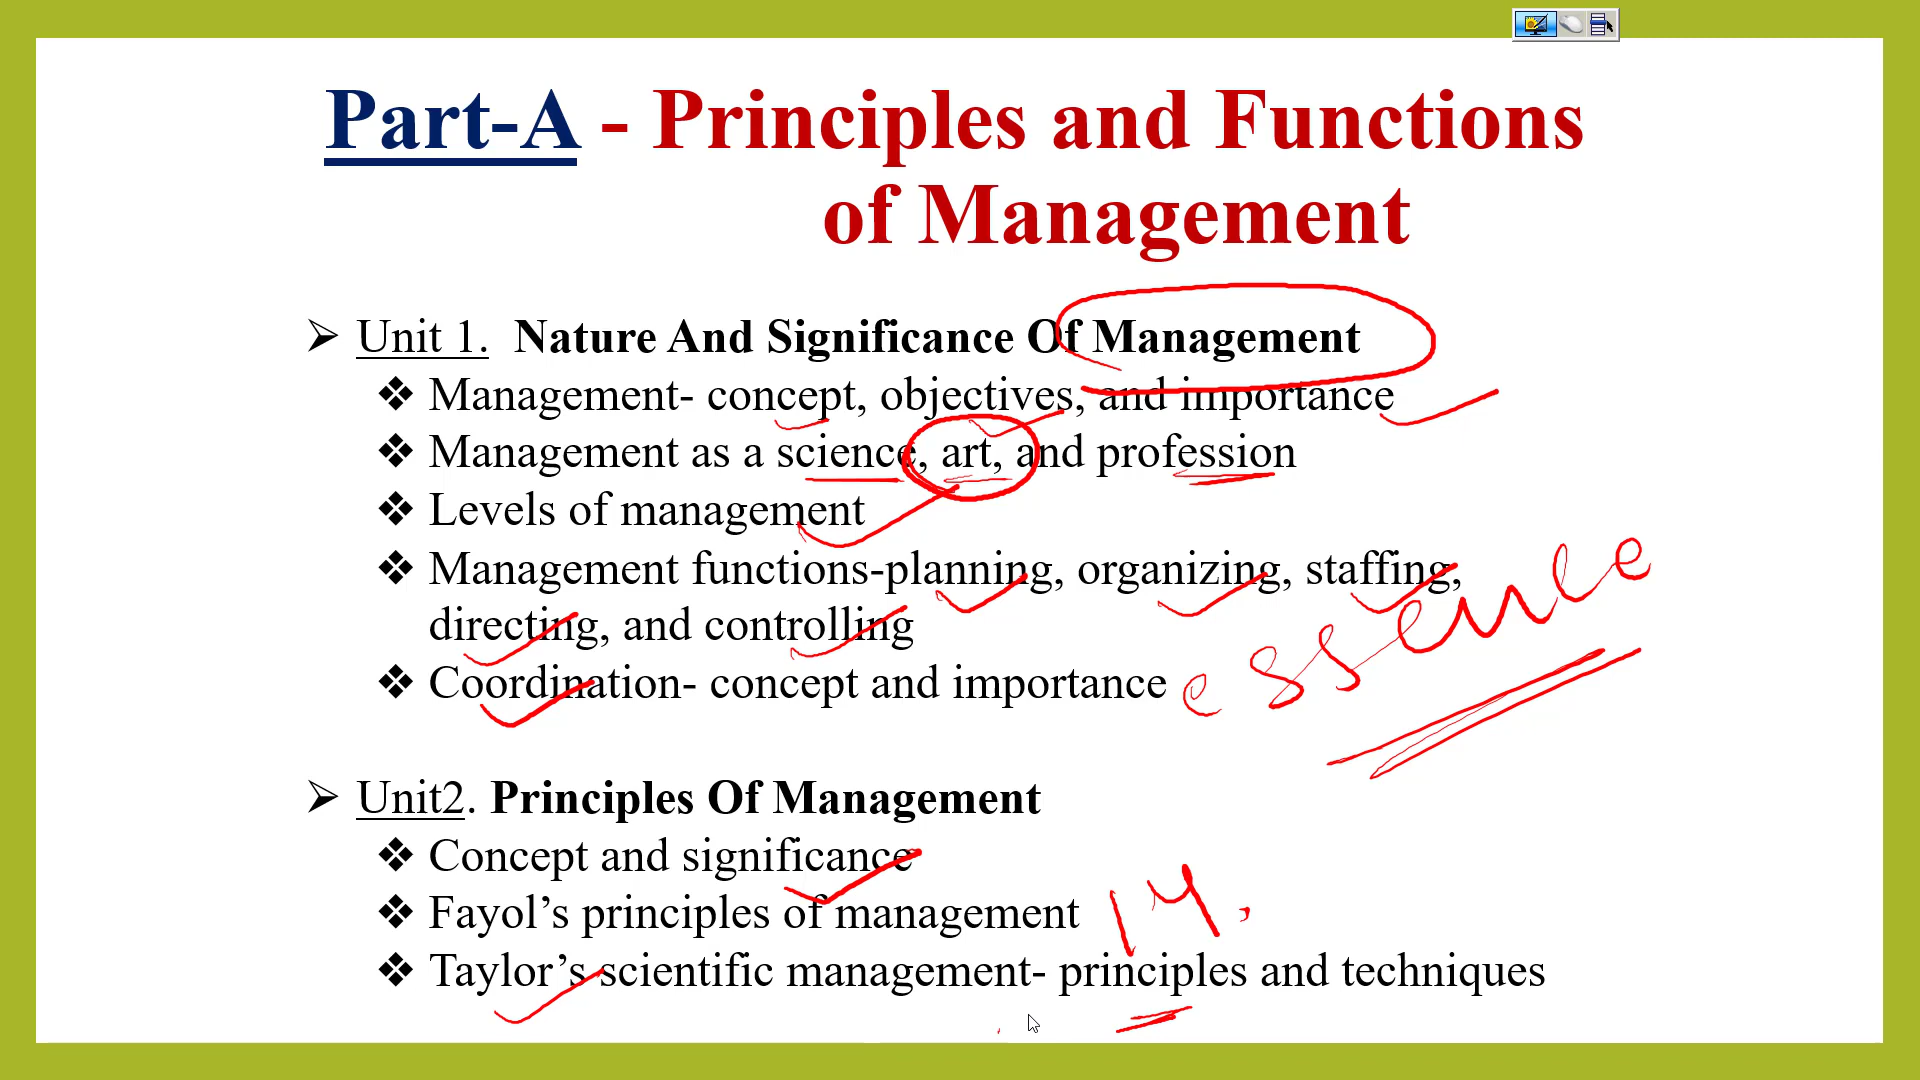 Part-A - Principles and Functions
of Management
➢ Unit 1. Nature And Significance Of Management
❖ Management- concept, objectives, and importance
❖ Management as a science, art, and profession
❖ Levels of management
❖ Management functions-planning, organizing, staffing,
directing, and controlling
❖ Coordination- concept and importance
essence
➢ Unit2. Principles Of Management
❖ Concept and significance
❖ Fayol’s principles of management 14.
❖ Taylor’s scientific management- principles and techniques